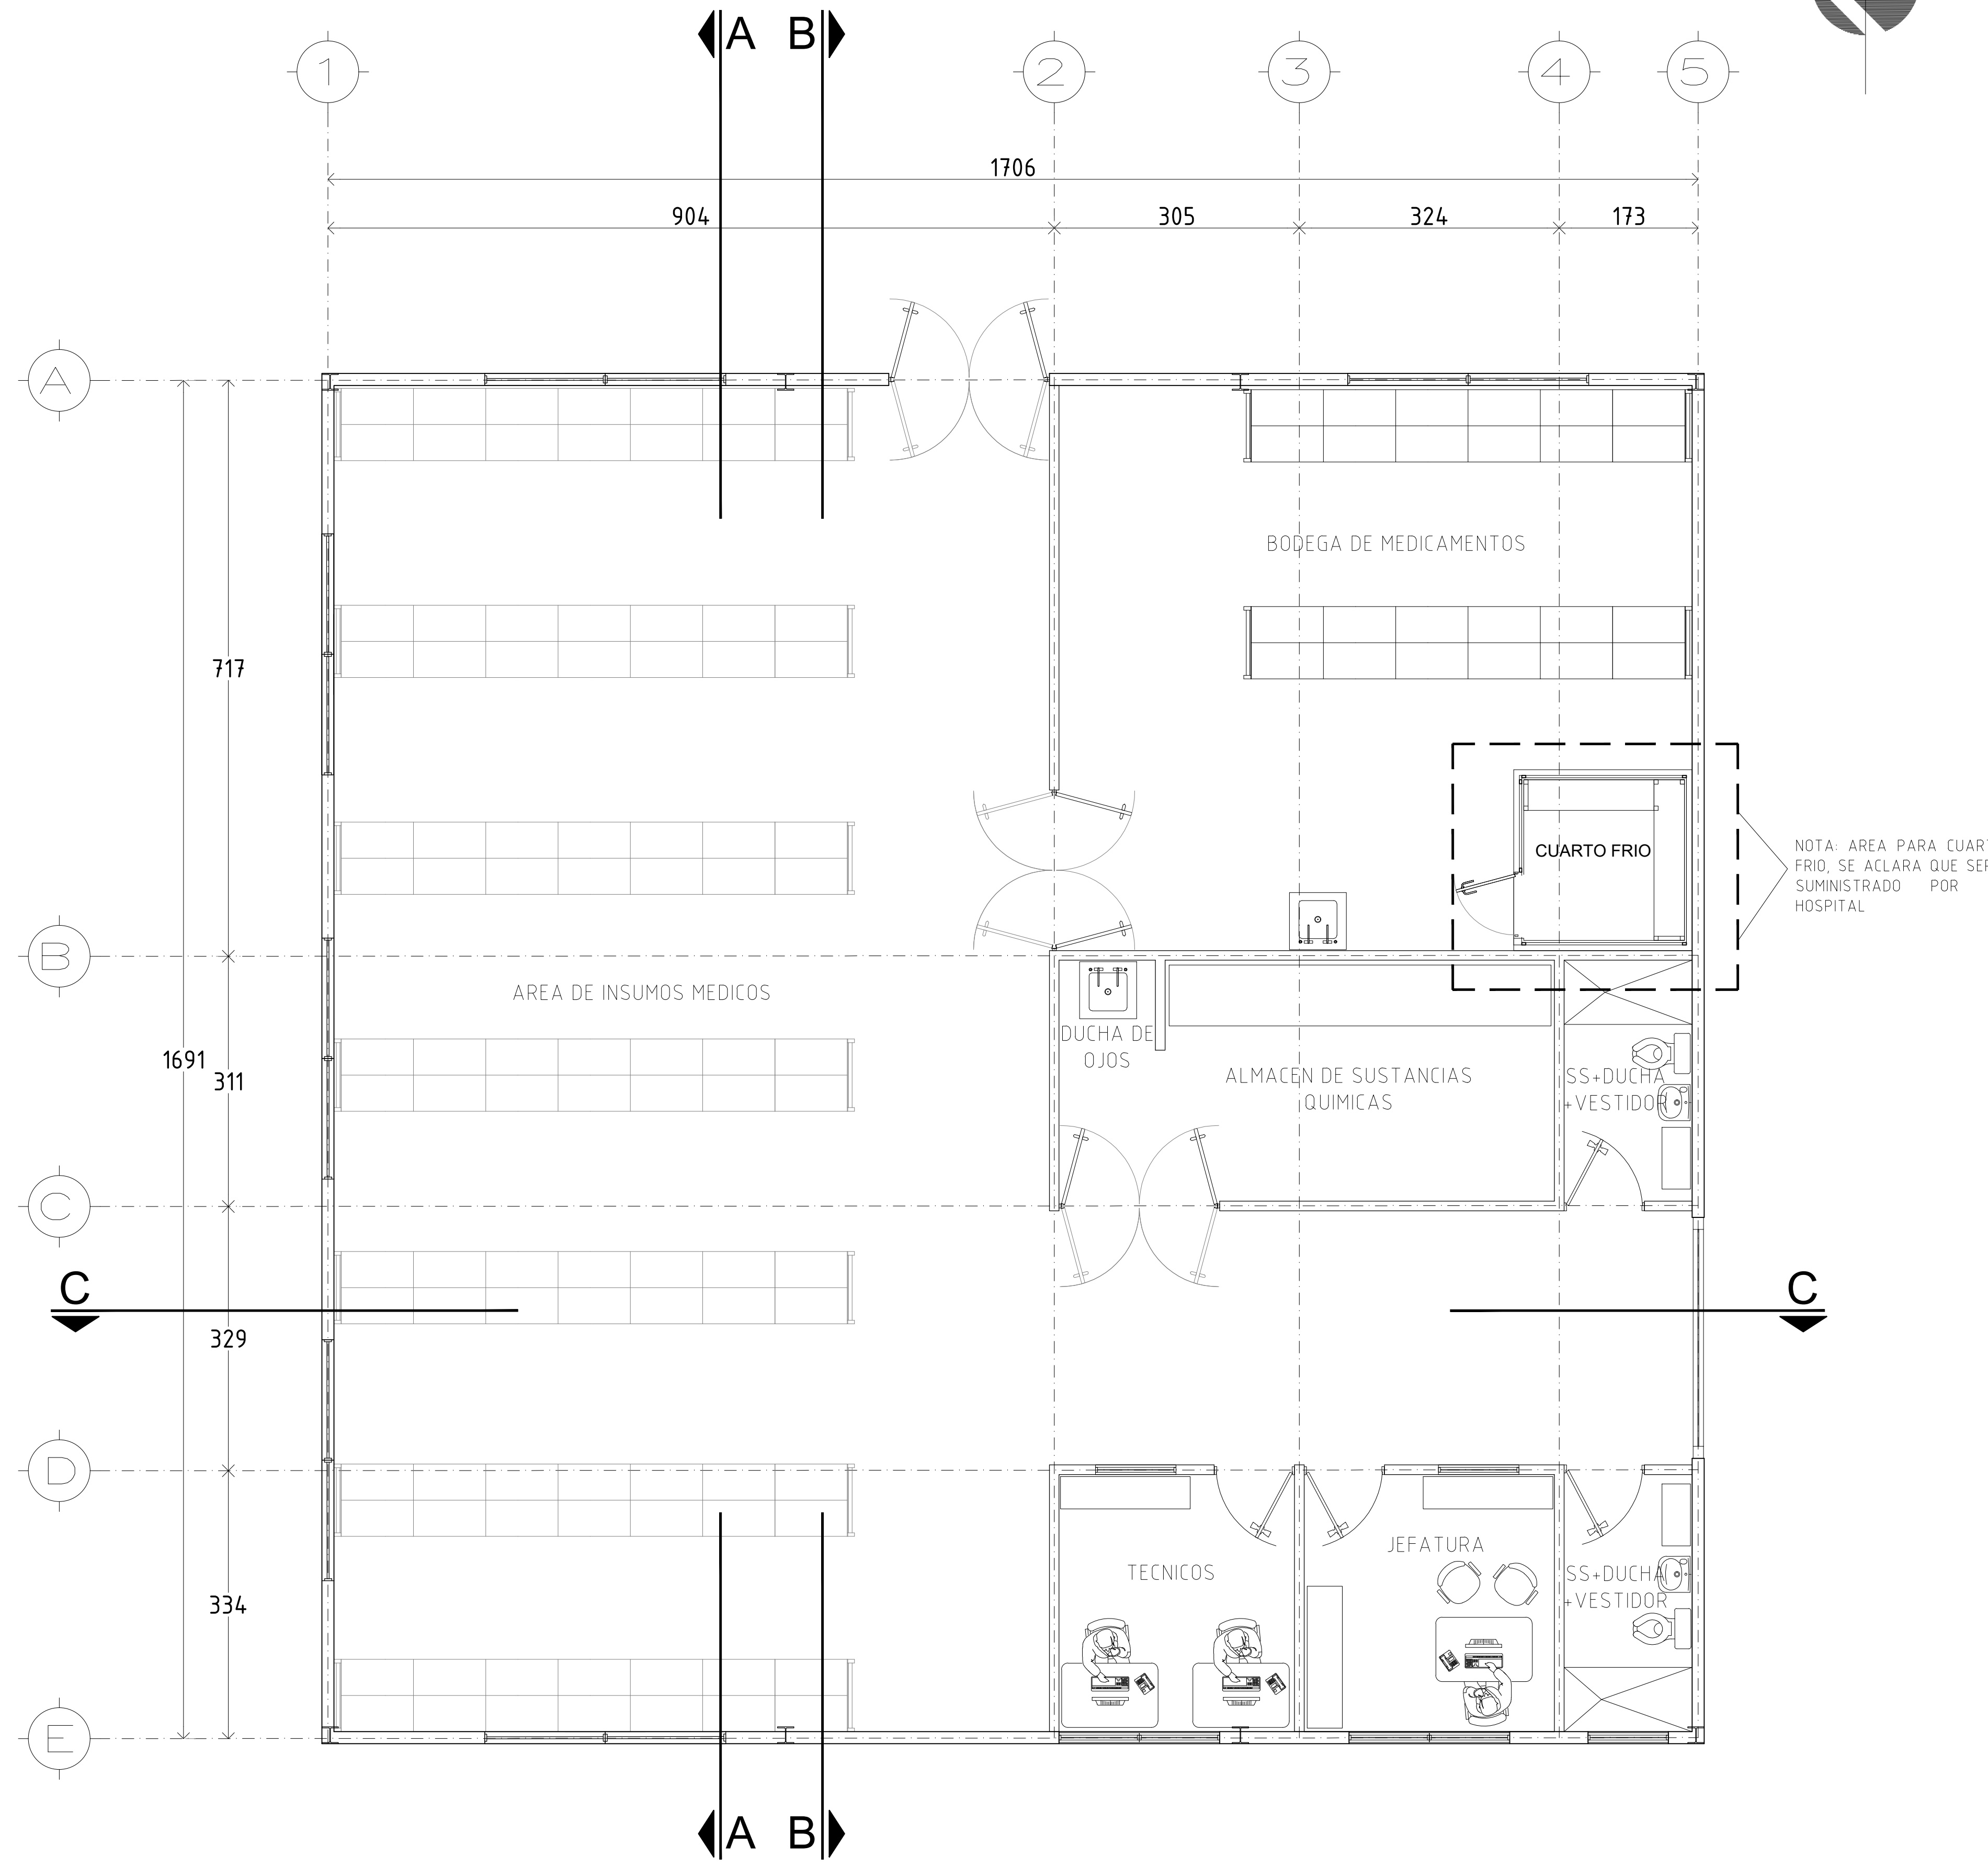 A B
1 2 3 4 5
1706
904 305 324 173
A
BODEGA DE MEDICAMENTOS
717
CUARTO FRIO
NOTA: AREA PARA
FRIO, SE ACLARA QUE
SUMINISTRADO POR
HOSPITAL
B
AREA DE INSUMOS MEDICOS
DUCHA DE
OJOS
1691
311
ALMACEN DE SUSTANCIAS
QUIMICAS
SS+DUCHA
+VESTIDOR
C
C C
329
D
TECNICOS
JEFATURA
SS+DUCHA
+VESTIDOR
334
E
A B